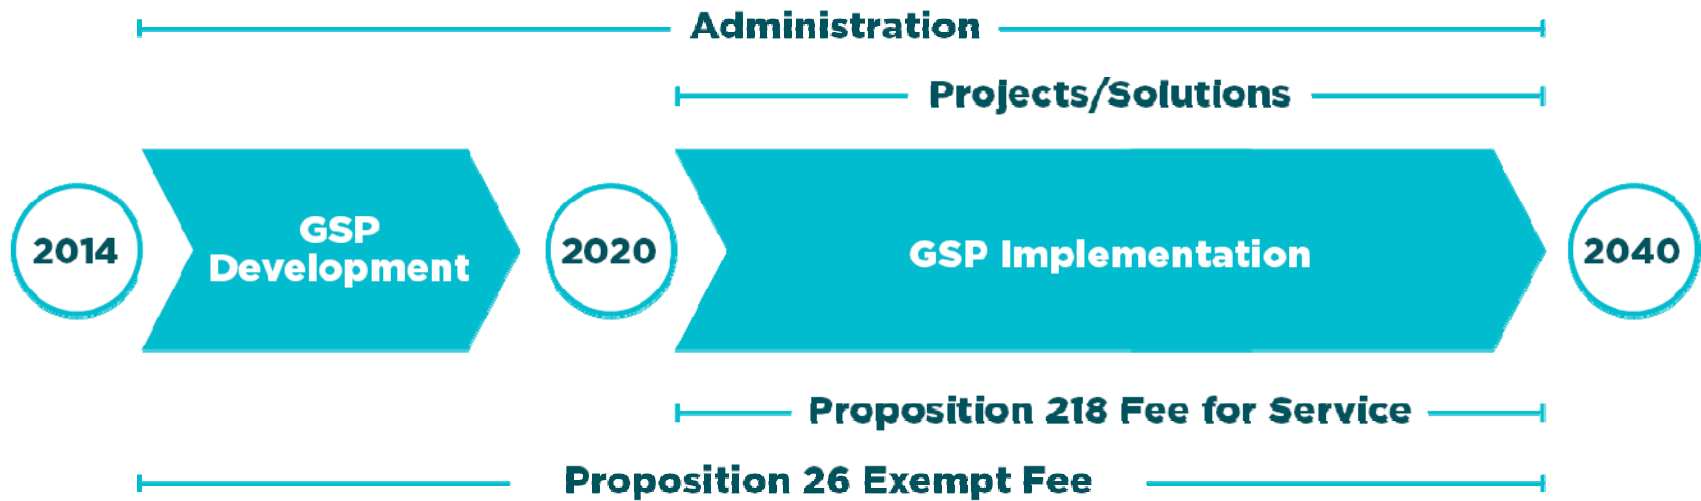 Administration
Projects/Solutions
2014
GSP
Development
2020
GSP Implementation
2040
Proposition 218 Fee for Service
Proposition 26 Exempt Fee